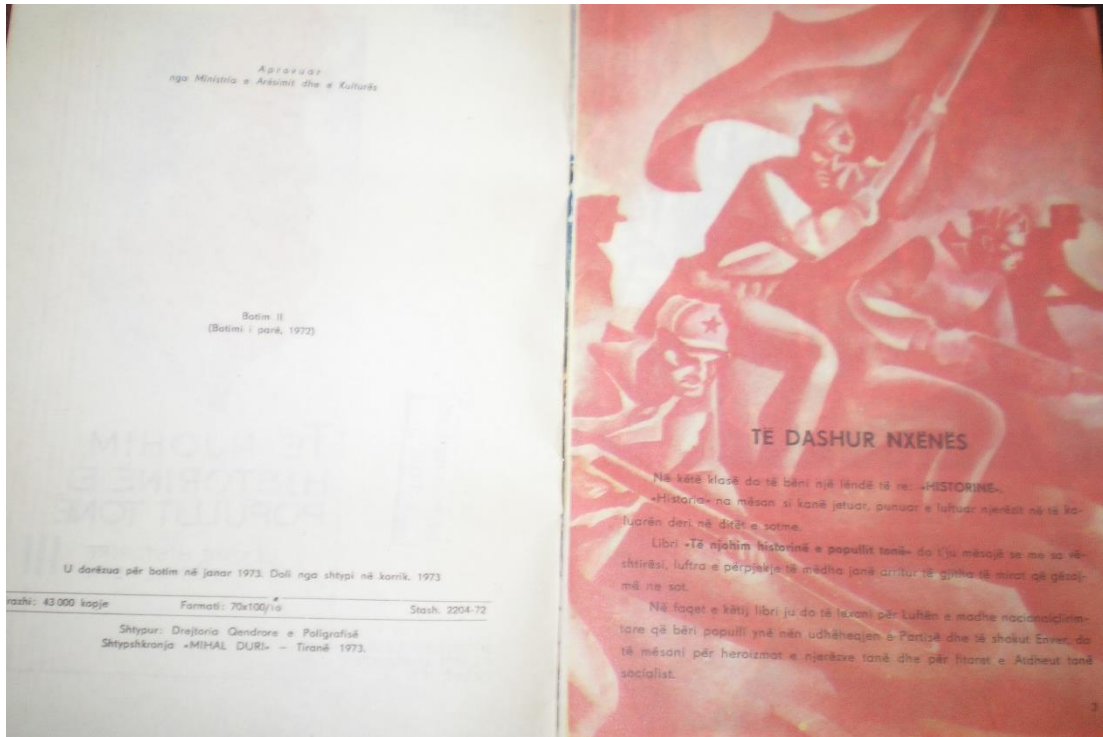 Aprovuar
nga Ministria e Arësimit dhe e Kulturës
Botim II
(Botimi i parë, 1972)
U dorëzua për botim në janar 1973. Doli nga shtypi në korrik. 1973
razhi: 43 000 kopje Formati: 70x100/16 Stash. 2204-72
Shtypur: Drejtoria Qendrore e Poligrafisë
Shtypshkronja «MIHAL DURI» — Tiranë 1973.
TË DASHUR NXËNËS
Në këtë klasë do të bëni një lëndë të re: «HISTORINË».
«Historia» na mëson si kanë jetuar, punuar e luftuar njerëzit në të ka-
luarën deri në ditët e sotme.
Libri «Të njohim historinë e popullit tonë» do t'ju mësojë se me sa vë-
shtirësi, luftra e përpjekje të mëdha janë arritur të gjitha të mirat që gëzoj-
më ne sot.
Në faqet e këtij libri ju do të lexoni për Luftën e madhe nacionalçlirim-
tare që bëri populli ynë nën udhëheqjen e Partisë dhe të shokut Enver, do
të mësoni për heroizmat e njerëzve tanë dhe për fitoret e Atdheut tonë
socialist.
3